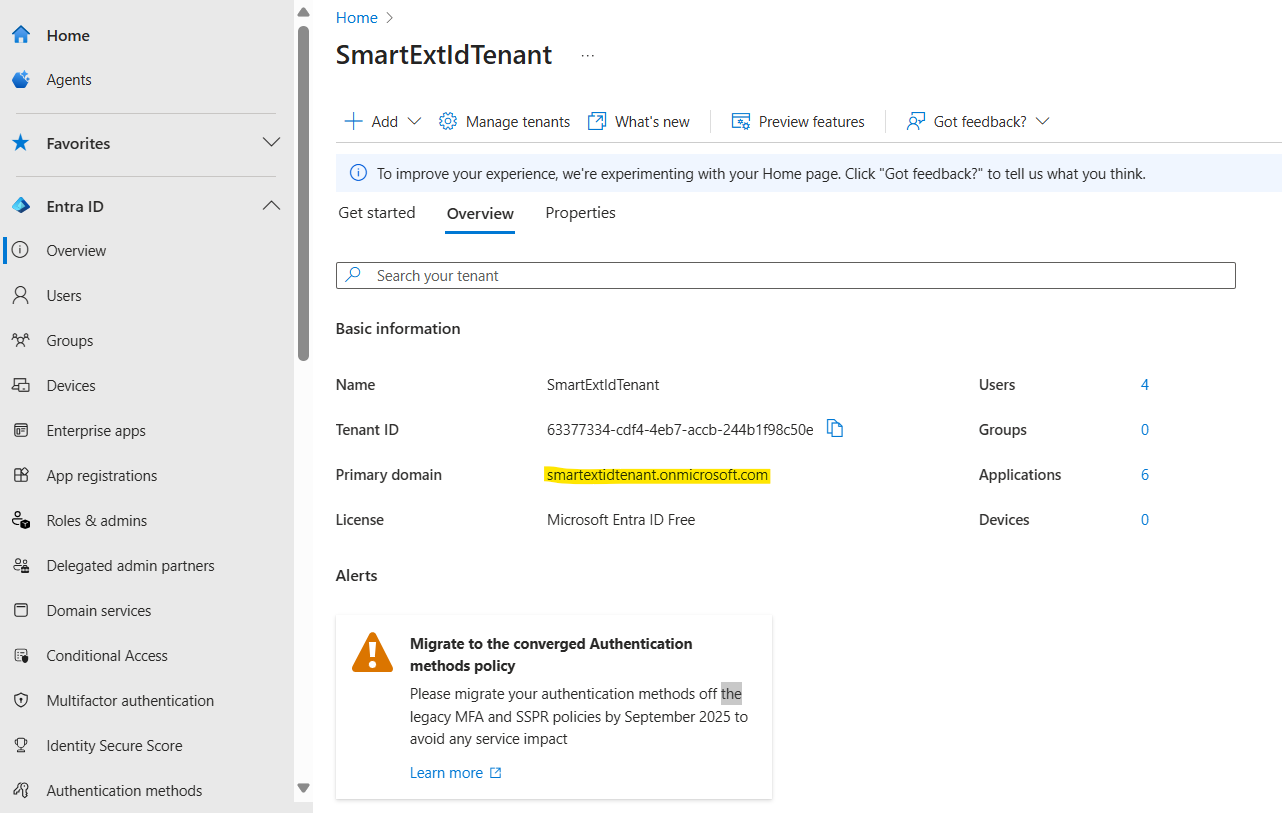 Home
Agents
Favorites
Entra ID
Overview
Users
Groups
Devices
Enterprise apps
App registrations
Roles & admins
Delegated admin partners
Domain services
Conditional Access
Multifactor authentication
Identity Secure Score
Authentication methods
Home
SmartExtIdTenant ...
Add Manage tenants What's new Preview features Got feedback?
To improve your experience, we're experimenting with your Home page. Click "Got feedback?" to tell us what you think.
Get started Overview Properties
Search your tenant
Basic information
Name SmartExtIdTenant Users 4
Tenant ID 63377334-cdf4-4eb7-accb-244b1f98c50e Groups 0
Primary domain smartextidtenant.onmicrosoft.com Applications 6
License Microsoft Entra ID Free Devices 0
Alerts
Migrate to the converged Authentication
methods policy
Please migrate your authentication methods off the
legacy MFA and SSPR policies by September 2025 to
avoid any service impact
Learn more